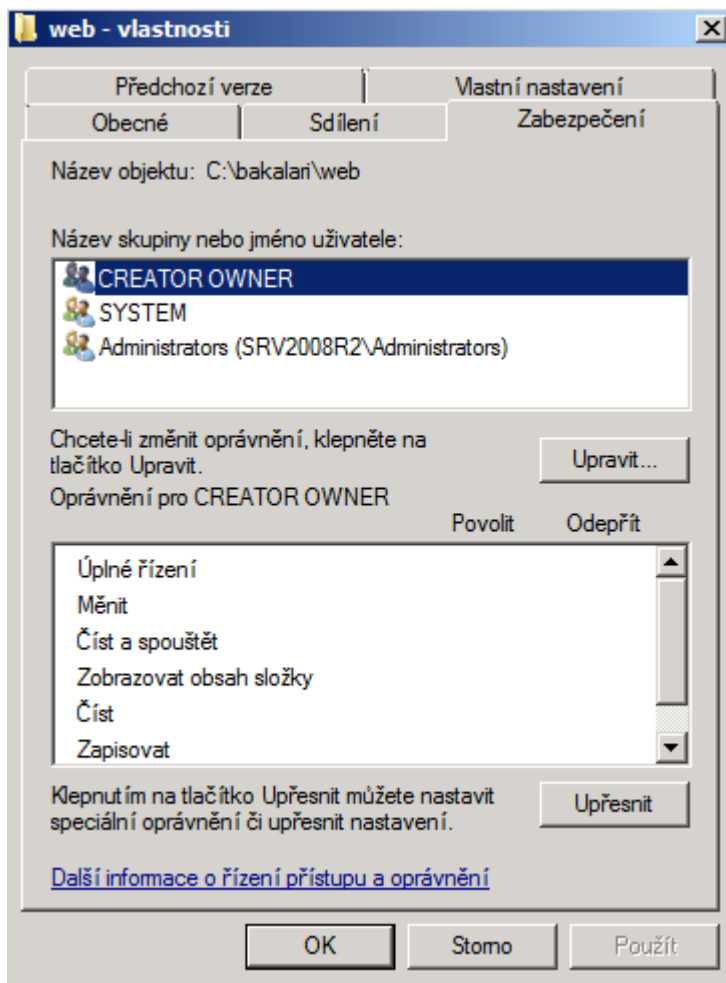 web - vlastnosti
Předchozí verze
Vlastní nastavení
Obecné
Sdílení
Zabezpečení
Název objektu: C:\bakalari\web
Název skupiny nebo jméno uživatele:
CREATOR OWNER
SYSTEM
Administrators (SRV2008R2\Administrators)
Chcete-li změnit oprávnění, klepněte na
tlačítko Upravit.
Upravit...
Oprávnění pro CREATOR OWNER
Povolit
Odepřít
Úplné řízení
Měnit
Číst a spouštět
Zobrazovat obsah složky
Číst
Zapisovat
Klepnutím na tlačítko Upřesnit můžete nastavit
speciální oprávnění či upřesnit nastavení.
Upřesnit
Další informace o řízení přístupu a oprávnění
OK
Storno
Použít